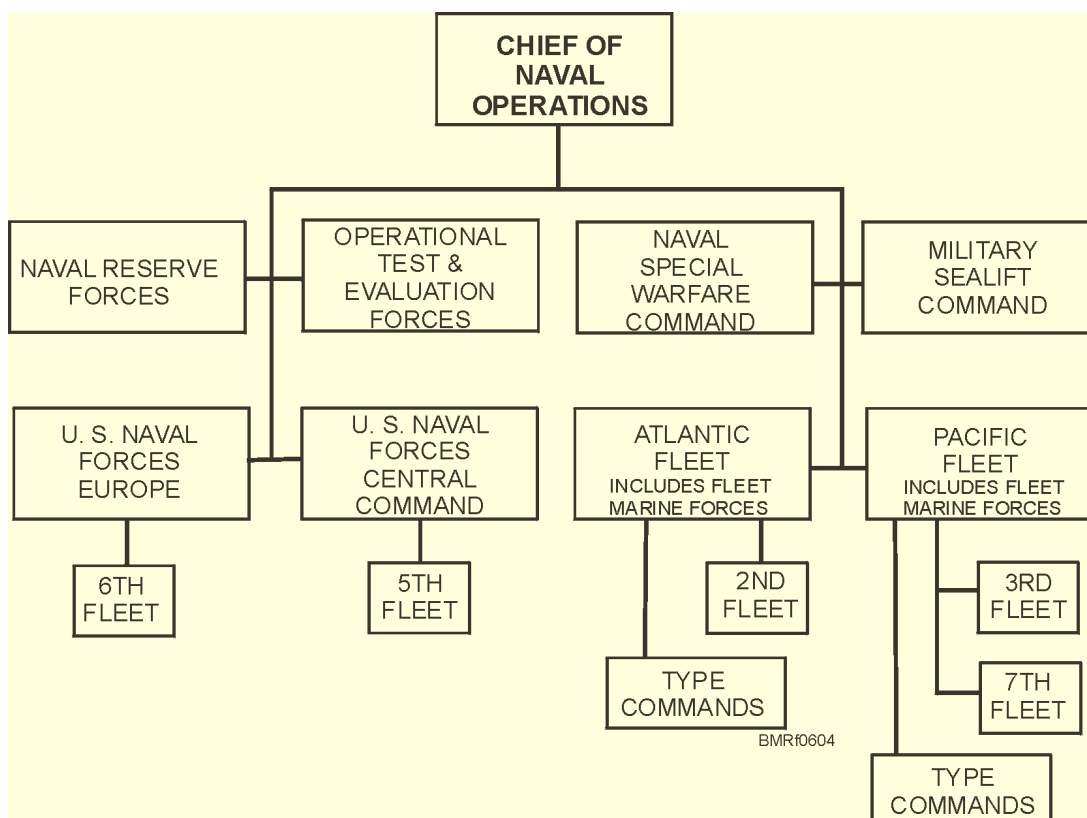 CHIEF OF
NAVAL
OPERATIONS
NAVAL RESERVE
FORCES
OPERATIONAL
TEST &
EVALUATION
FORCES
NAVAL
SPECIAL
WARFARE
COMMAND
MILITARY
SEALIFT
COMMAND
U. S. NAVAL
FORCES
EUROPE
U. S. NAVAL
FORCES
CENTRAL
COMMAND
ATLANTIC
FLEET
INCLUDES FLEET
MARINE FORCES
PACIFIC
FLEET
INCLUDES FLEET
MARINE FORCES
6TH
FLEET
5TH
FLEET
2ND
FLEET
3RD
FLEET
TYPE
COMMANDS
7TH
FLEET
BMRf0604
TYPE
COMMANDS